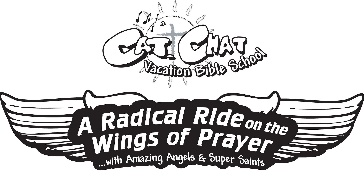 CAT CHAT
Vacation Bible School
A Radical Ride on the
Wings of Prayer
...with Amazing Angels & Super Saints